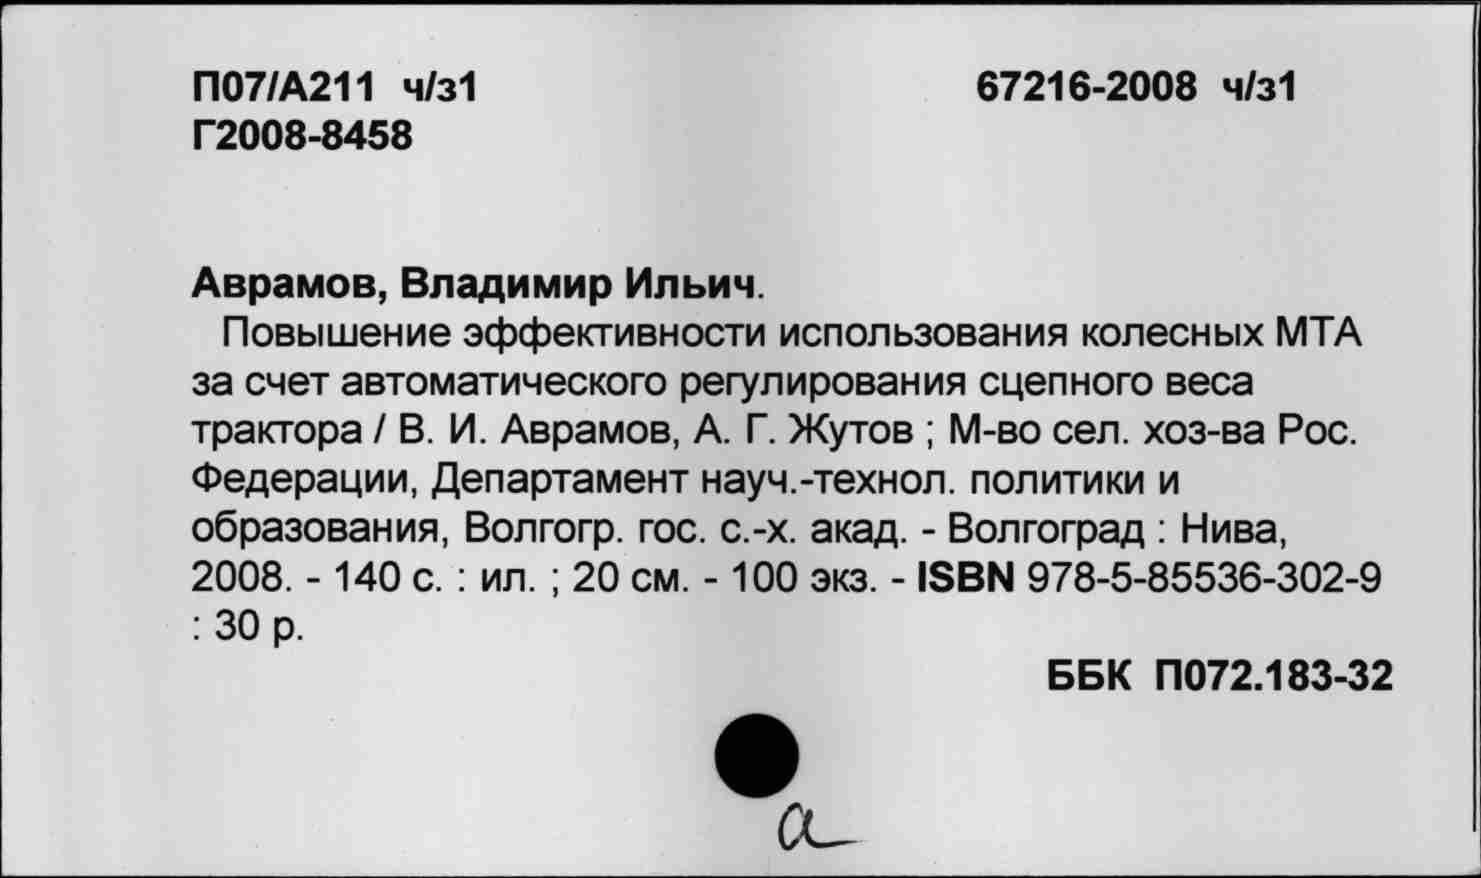 П07/А211 ч/з1 67216-2008 ч/з1
Г2008-8458
Аврамов, Владимир Ильич.
Повышение эффективности использования колесных МТА
за счет автоматического регулирования сцепного веса
трактора / В. И. Аврамов, А. Г. Жутов ; М-во сел. хоз-ва Рос.
Федерации, Департамент науч.-технол. политики и
образования, Волгогр. гос. с.-х. акад. - Волгоград : Нива,
2008. - 140 с. : ил. ; 20 см. - 100 экз. - ISBN 978-5-85536-302-9
: 30 р.
ББК П072.183-32
а